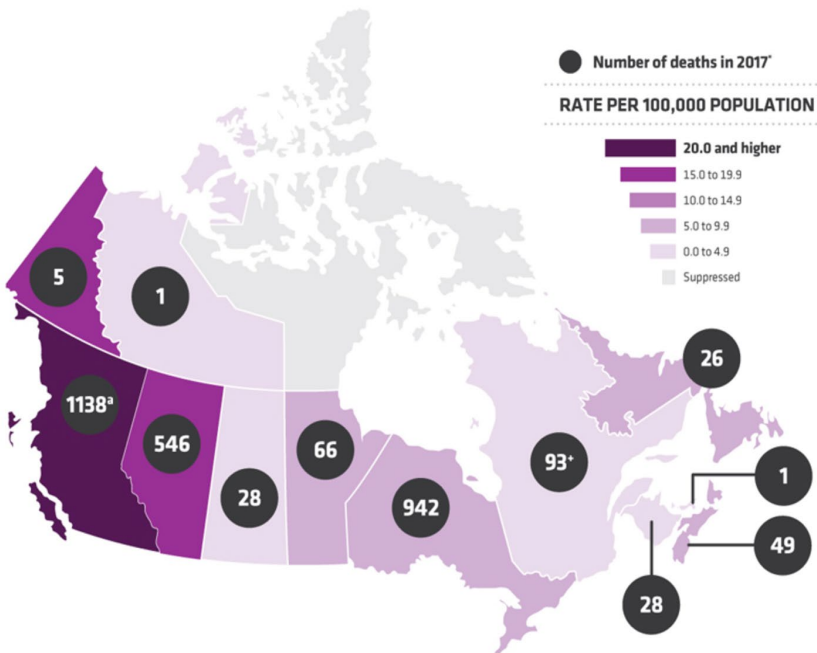 Number of deaths in 2017*
RATE PER 100,000 POPULATION
20.0 and higher
15.0 to 19.9
10.0 to 14.9
5.0 to 9.9
0.0 to 4.9
Suppressed
5
1
26
1138ª
546
66
93⁺
28
942
1
49
28